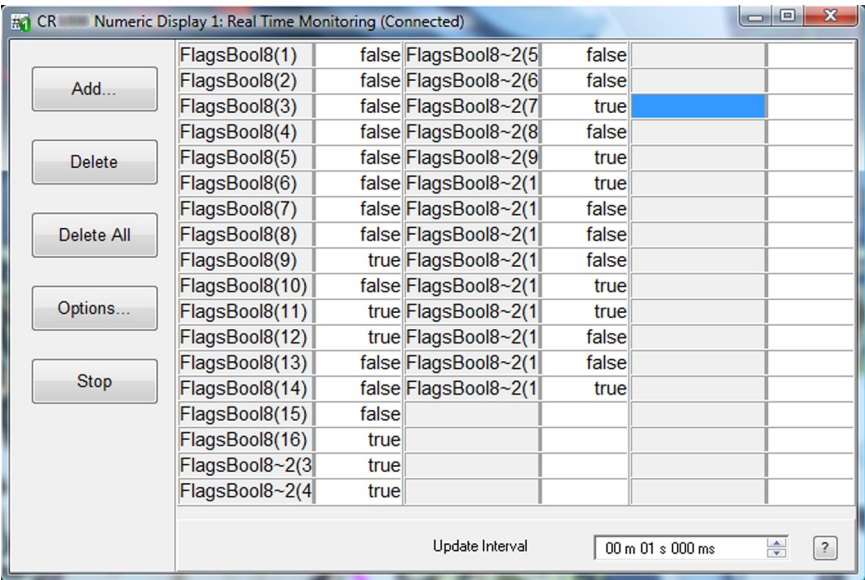 CR Numeric Display 1: Real Time Monitoring (Connected)
Add...
Delete
Delete All
Options...
Stop
FlagsBool8(1) false FlagsBool8~2(5 false
FlagsBool8(2) false FlagsBool8~2(6 false
FlagsBool8(3) false FlagsBool8~2(7 true
FlagsBool8(4) false FlagsBool8~2(8 false
FlagsBool8(5) false FlagsBool8~2(9 true
FlagsBool8(6) false FlagsBool8~2(1 true
FlagsBool8(7) false FlagsBool8~2(1 false
FlagsBool8(8) false FlagsBool8~2(1 false
FlagsBool8(9) true FlagsBool8~2(1 false
FlagsBool8(10) false FlagsBool8~2(1 true
FlagsBool8(11) true FlagsBool8~2(1 true
FlagsBool8(12) true FlagsBool8~2(1 false
FlagsBool8(13) false FlagsBool8~2(1 false
FlagsBool8(14) false FlagsBool8~2(1 true
FlagsBool8(15) false
FlagsBool8(16) true
FlagsBool8~2(3 true
FlagsBool8~2(4 true
Update Interval 00 m 01 s 000 ms ?